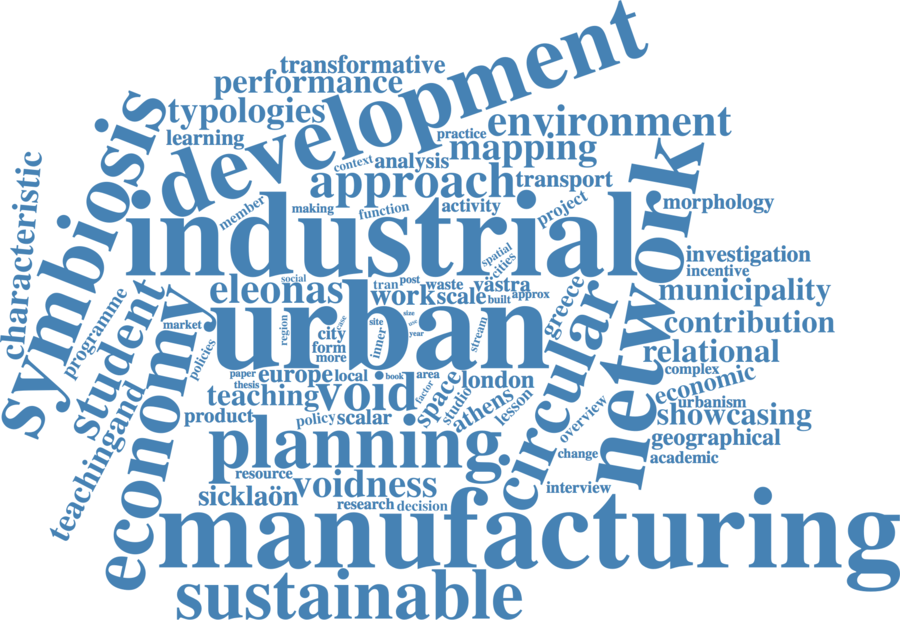 transformative
development
performance
typologies
symbiosis
learning
practice
environment
context
analysis
mapping
approach
transport
network
characteristic
member
making
function
activity
project
morphology
industrial
spatial
cities
investigation
incentive
social
eleonas
tran
post
waste
västra
work
scale
built
approx
greece
municipality
programme
student
economy
market
policies
urban
region
city
case
form
more
site
inner
size
use
year
stream
circular
contribution
relational
complex
economic
paper
europe
local
book
area
thesis
teaching
void
factor
space
studio
london
athens
lesson
overview
urbanism
showcasing
product
policy
scalar
geographical
teachingand
planning
change
academic
resource
voidness
sicklaön
research
decision
interview
manufacturing
sustainable